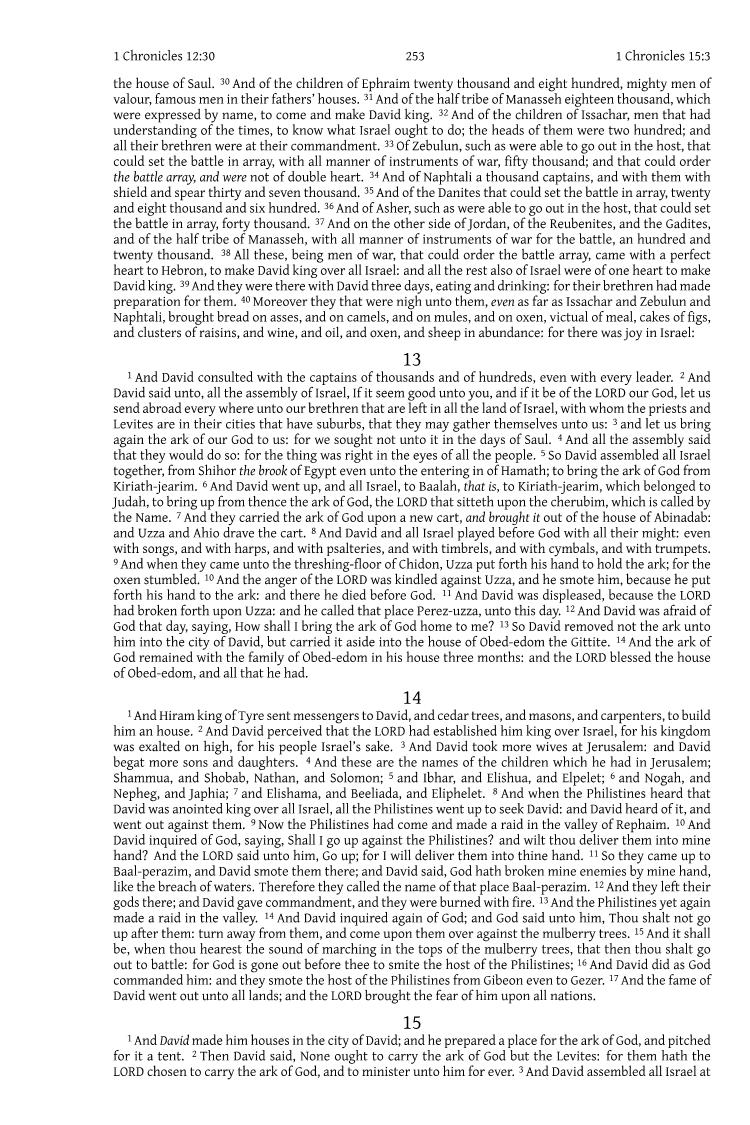 1 Chronicles 12:30 253 1 Chronicles 15:3
the house of Saul. 30 And of the children of Ephraim twenty thousand and eight hundred, mighty men of
valour, famous men in their fathers’ houses. 31 And of the half tribe of Manasseh eighteen thousand, which
were expressed by name, to come and make David king. 32 And of the children of Issachar, men that had
understanding of the times, to know what Israel ought to do; the heads of them were two hundred; and
all their brethren were at their commandment. 33 Of Zebulun, such as were able to go out in the host, that
could set the battle in array, with all manner of instruments of war, fifty thousand; and that could order
the battle array, and were not of double heart. 34 And of Naphtali a thousand captains, and with them with
shield and spear thirty and seven thousand. 35 And of the Danites that could set the battle in array, twenty
and eight thousand and six hundred. 36 And of Asher, such as were able to go out in the host, that could set
the battle in array, forty thousand. 37 And on the other side of Jordan, of the Reubenites, and the Gadites,
and of the half tribe of Manasseh, with all manner of instruments of war for the battle, an hundred and
twenty thousand. 38 All these, being men of war, that could order the battle array, came with a perfect
heart to Hebron, to make David king over all Israel: and all the rest also of Israel were of one heart to make
David king. 39 And they were there with David three days, eating and drinking: for their brethren had made
preparation for them. 40 Moreover they that were nigh unto them, even as far as Issachar and Zebulun and
Naphtali, brought bread on asses, and on camels, and on mules, and on oxen, victual of meal, cakes of figs,
and clusters of raisins, and wine, and oil, and oxen, and sheep in abundance: for there was joy in Israel:
13
1 And David consulted with the captains of thousands and of hundreds, even with every leader. 2 And
David said unto, all the assembly of Israel, If it seem good unto you, and if it be of the LORD our God, let us
send abroad every where unto our brethren that are left in all the land of Israel, with whom the priests and
Levites are in their cities that have suburbs, that they may gather themselves unto us: 3 and let us bring
again the ark of our God to us: for we sought not unto it in the days of Saul. 4 And all the assembly said
that they would do so: for the thing was right in the eyes of all the people. 5 So David assembled all Israel
together, from Shihor the brook of Egypt even unto the entering in of Hamath; to bring the ark of God from
Kiriath-jearim. 6 And David went up, and all Israel, to Baalah, that is, to Kiriath-jearim, which belonged to
Judah, to bring up from thence the ark of God, the LORD that sitteth upon the cherubim, which is called by
the Name. 7 And they carried the ark of God upon a new cart, and brought it out of the house of Abinadab:
and Uzza and Ahio drave the cart. 8 And David and all Israel played before God with all their might: even
with songs, and with harps, and with psalteries, and with timbrels, and with cymbals, and with trumpets.
9 And when they came unto the threshing-floor of Chidon, Uzza put forth his hand to hold the ark; for the
oxen stumbled. 10 And the anger of the LORD was kindled against Uzza, and he smote him, because he put
forth his hand to the ark: and there he died before God. 11 And David was displeased, because the LORD
had broken forth upon Uzza: and he called that place Perez-uzza, unto this day. 12 And David was afraid of
God that day, saying, How shall I bring the ark of God home to me? 13 So David removed not the ark unto
him into the city of David, but carried it aside into the house of Obed-edom the Gittite. 14 And the ark of
God remained with the family of Obed-edom in his house three months: and the LORD blessed the house
of Obed-edom, and all that he had.
14
1 And Hiram king of Tyre sent messengers to David, and cedar trees, and masons, and carpenters, to build
him an house. 2 And David perceived that the LORD had established him king over Israel, for his kingdom
was exalted on high, for his people Israel’s sake. 3 And David took more wives at Jerusalem: and David
begat more sons and daughters. 4 And these are the names of the children which he had in Jerusalem;
Shammua, and Shobab, Nathan, and Solomon; 5 and Ibhar, and Elishua, and Elpelet; 6 and Nogah, and
Nepheg, and Japhia; 7 and Elishama, and Beeliada, and Eliphelet. 8 And when the Philistines heard that
David was anointed king over all Israel, all the Philistines went up to seek David: and David heard of it, and
went out against them. 9 Now the Philistines had come and made a raid in the valley of Rephaim. 10 And
David inquired of God, saying, Shall I go up against the Philistines? and wilt thou deliver them into mine
hand? And the LORD said unto him, Go up; for I will deliver them into thine hand. 11 So they came up to
Baal-perazim, and David smote them there; and David said, God hath broken mine enemies by mine hand,
like the breach of waters. Therefore they called the name of that place Baal-perazim. 12 And they left their
gods there; and David gave commandment, and they were burned with fire. 13 And the Philistines yet again
made a raid in the valley. 14 And David inquired again of God; and God said unto him, Thou shalt not go
up after them: turn away from them, and come upon them over against the mulberry trees. 15 And it shall
be, when thou hearest the sound of marching in the tops of the mulberry trees, that then thou shalt go
out to battle: for God is gone out before thee to smite the host of the Philistines; 16 And David did as God
commanded him: and they smote the host of the Philistines from Gibeon even to Gezer. 17 And the fame of
David went out unto all lands; and the LORD brought the fear of him upon all nations.
15
1 And David made him houses in the city of David; and he prepared a place for the ark of God, and pitched
for it a tent. 2 Then David said, None ought to carry the ark of God but the Levites: for them hath the
LORD chosen to carry the ark of God, and to minister unto him for ever. 3 And David assembled all Israel at